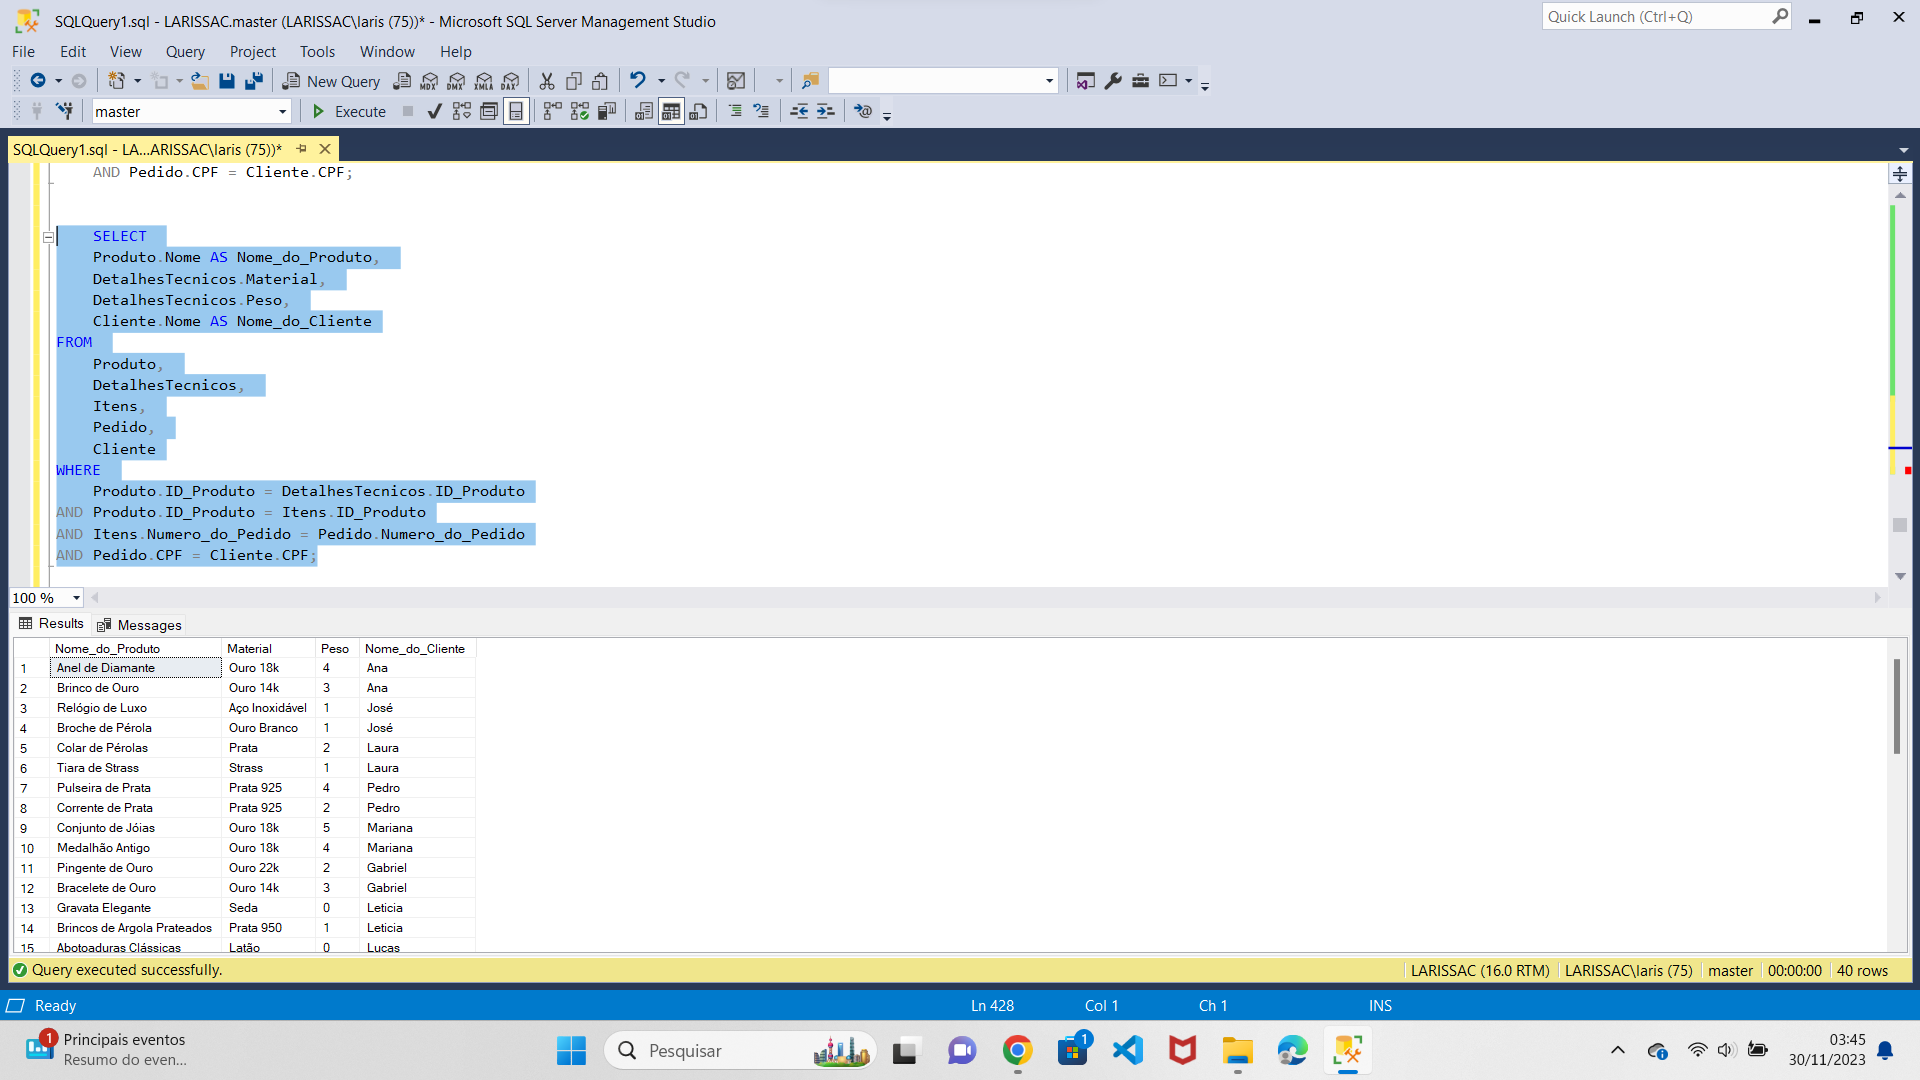 SQLQuery1.sql - LARISSAC.master (LARISSAC\laris (75))* - Microsoft SQL Server Management Studio
Quick Launch (Ctrl+Q)
File Edit View Query Project Tools Window Help
New Query MDX DMX XMLA DAX
master Execute
SQLQuery1.sql - LA...ARISSAC\laris (75))*
AND Pedido.CPF = Cliente.CPF;
SELECT
Produto.Nome AS Nome_do_Produto,
DetalhesTecnicos.Material,
DetalhesTecnicos.Peso,
Cliente.Nome AS Nome_do_Cliente
FROM
Produto,
DetalhesTecnicos,
Itens,
Pedido,
Cliente
WHERE
Produto.ID_Produto = DetalhesTecnicos.ID_Produto
AND Produto.ID_Produto = Itens.ID_Produto
AND Itens.Numero_do_Pedido = Pedido.Numero_do_Pedido
AND Pedido.CPF = Cliente.CPF;
100 %
Results Messages
Nome_do_Produto Material Peso Nome_do_Cliente
1 Anel de Diamante Ouro 18k 4 Ana
2 Brinco de Ouro Ouro 14k 3 Ana
3 Relógio de Luxo Aço Inoxidável 1 José
4 Broche de Pérola Ouro Branco 1 José
5 Colar de Pérolas Prata 2 Laura
6 Tiara de Strass Strass 1 Laura
7 Pulseira de Prata Prata 925 4 Pedro
8 Corrente de Prata Prata 925 2 Pedro
9 Conjunto de Jóias Ouro 18k 5 Mariana
10 Medalhão Antigo Ouro 18k 4 Mariana
11 Pingente de Ouro Ouro 22k 2 Gabriel
12 Bracelete de Ouro Ouro 14k 3 Gabriel
13 Gravata Elegante Seda 0 Leticia
14 Brincos de Argola Prateados Prata 950 1 Leticia
15 Abotoaduras Clássicas Latão 0 Lucas
Query executed successfully. LARISSAC (16.0 RTM) LARISSAC\laris (75) master 00:00:00 40 rows
Ready Ln 428 Col 1 Ch 1 INS
1 Principais eventos
Resumo do even...
Pesquisar
1
03:45
30/11/2023